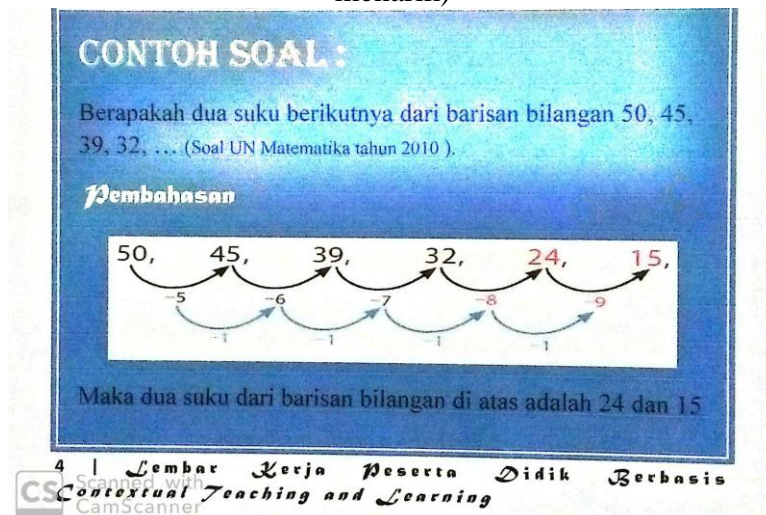 CONTOH SOAL :
Berapakah dua suku berikutnya dari barisan bilangan 50, 45,
39, 32, … (Soal UN Matematika tahun 2010 ).
Pembahasan
50, 45, 39, 32, 24, 15,
−5 −6 −7 −8 −9
−1 −1 −1 −1
Maka dua suku dari barisan bilangan di atas adalah 24 dan 15
4 | Lembar Kerja Peserta Didik Berbasis
Contextual Teaching and Learning
CS Scanned with
CamScanner